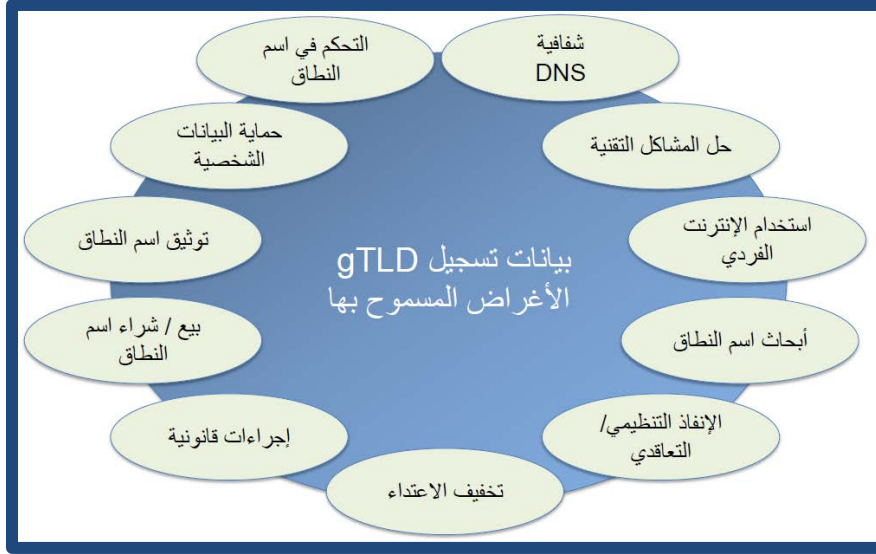 شفافية
DNS
التحكم في اسم
النطاق
حل المشاكل التقنية
حماية البيانات
الشخصية
استخدام الإنترنت
الفردي
توثيق اسم النطاق
بيانات تسجيل gTLD
الأغراض المسموح بها
أبحاث اسم النطاق
بيع / شراء اسم
النطاق
الإنفاذ التنظيمي/
التعاقدي
إجراءات قانونية
تخفيف الاعتداء